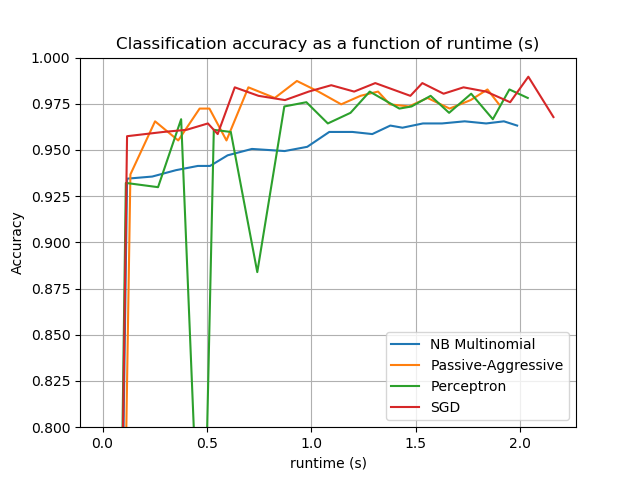 Classification accuracy as a function of runtime (s)
1.000
0.975
0.950
0.925
0.900
0.875
0.850
0.825
0.800
Accuracy
NB Multinomial
Passive-Aggressive
Perceptron
SGD
0.0 0.5 1.0 1.5 2.0
runtime (s)